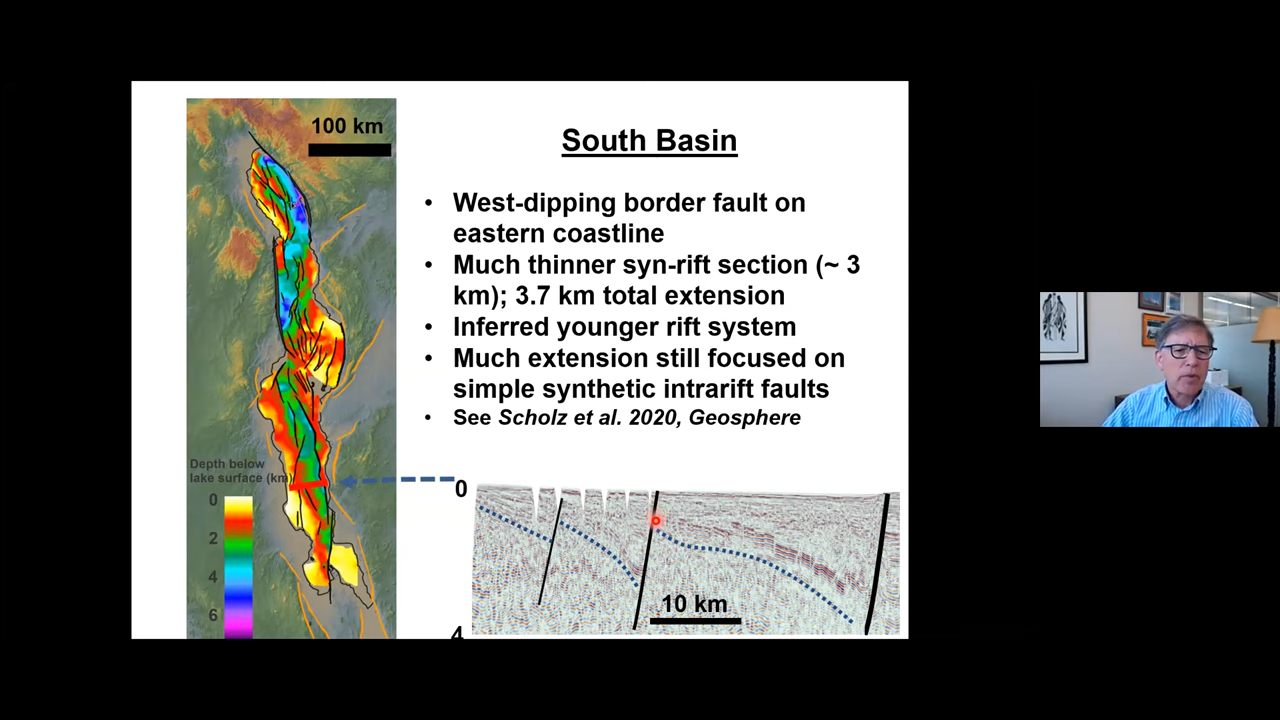 100 km
South Basin
• West-dipping border fault on
eastern coastline
• Much thinner syn-rift section (~ 3
km); 3.7 km total extension
• Inferred younger rift system
• Much extension still focused on
simple synthetic intrarift faults
• See Scholz et al. 2020, Geosphere
Depth below
lake surface (km)
0
2
4
6
0
10 km
4